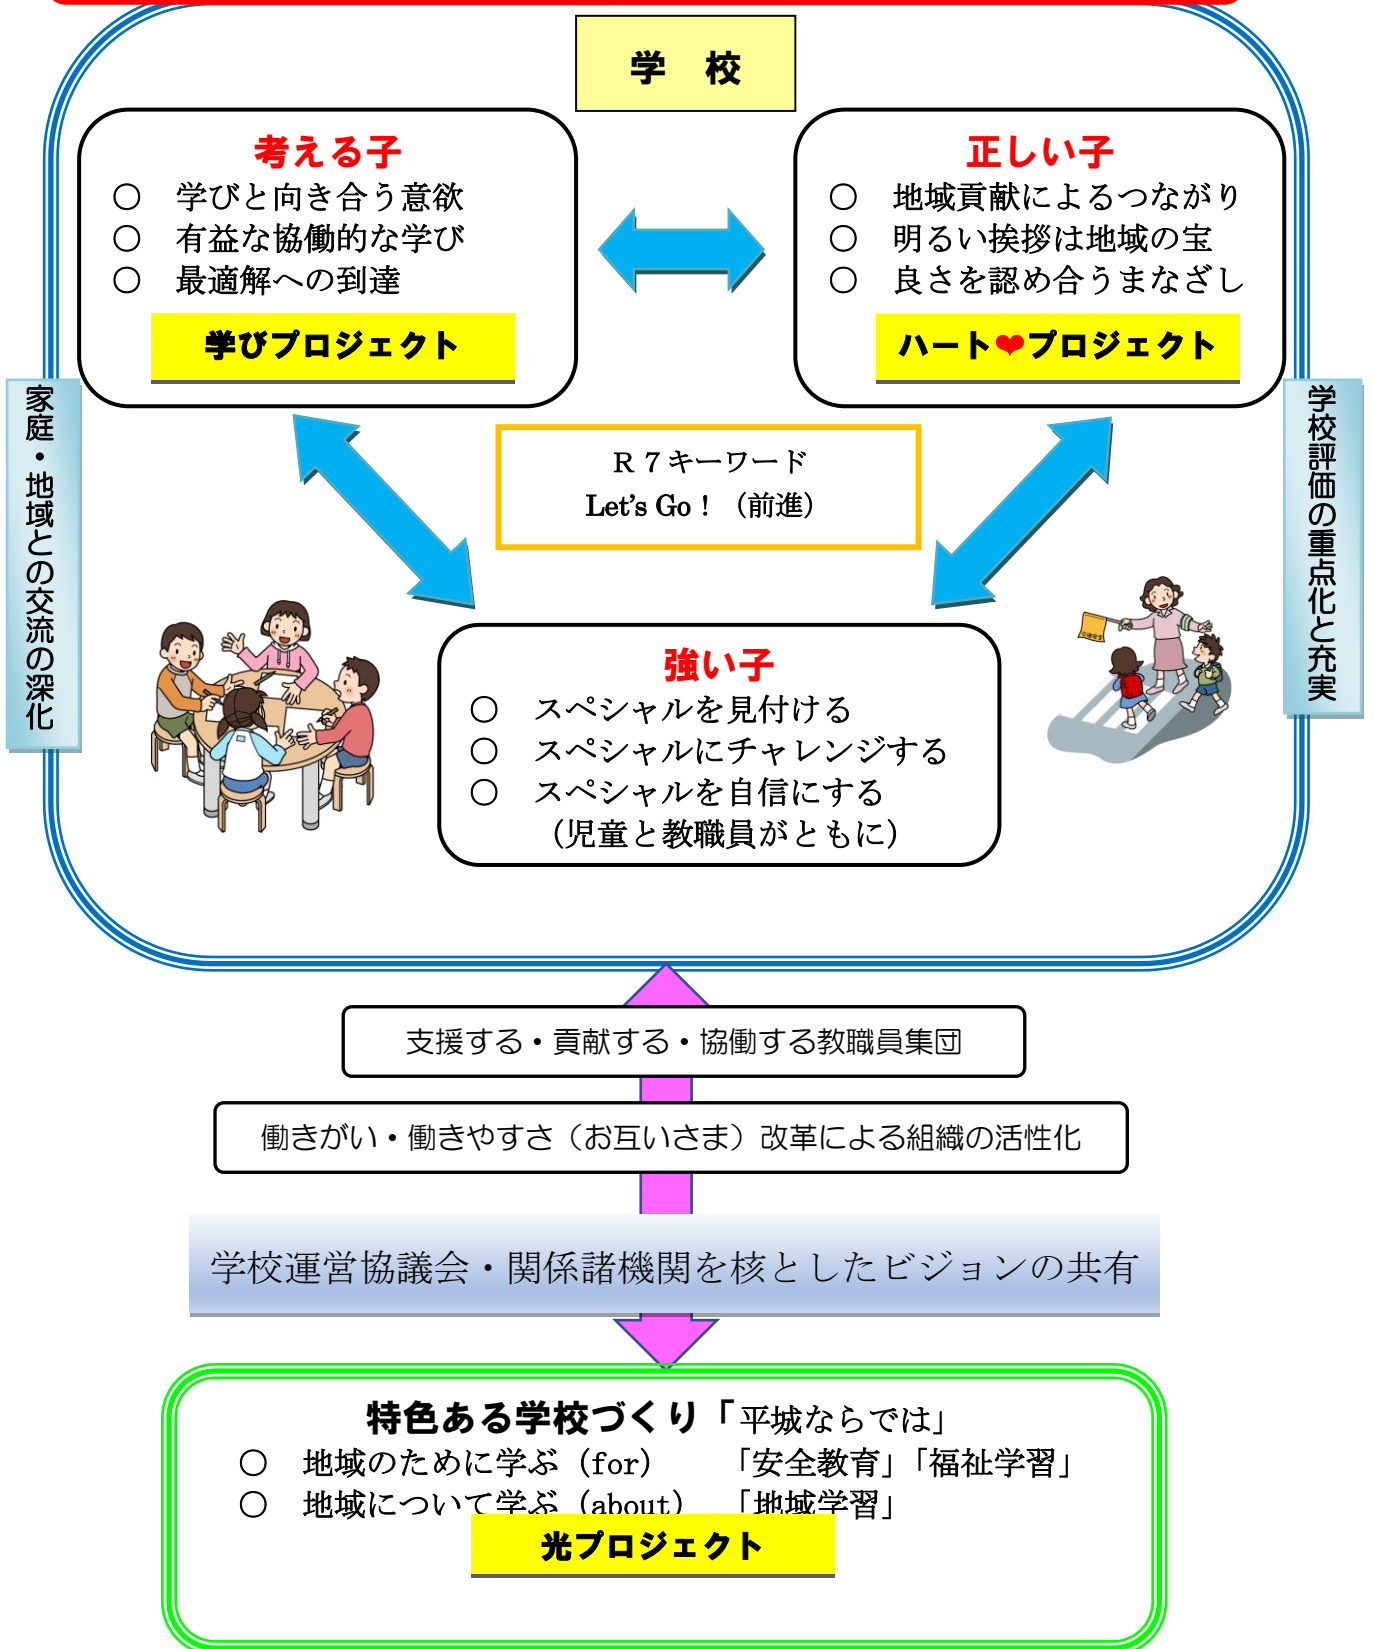 学　校
考える子
○　学びと向き合う意欲
○　有益な協働的な学び
○　最適解への到達
学びプロジェクト
正しい子
○　地域貢献によるつながり
○　明るい挨拶は地域の宝
○　良さを認め合うまなざし
ハート❤プロジェクト
家庭・地域との交流の深化
Ｒ７キーワード
Let's Go！（前進）
学校評価の重点化と充実
強い子
○　スペシャルを見付ける
○　スペシャルにチャレンジする
○　スペシャルを自信にする
（児童と教職員がともに）
支援する・貢献する・協働する教職員集団
働きがい・働きやすさ（お互いさま）改革による組織の活性化
学校運営協議会・関係諸機関を核としたビジョンの共有
特色ある学校づくり「平城ならでは」
○　地域のために学ぶ（for）　「安全教育」「福祉学習」
○　地域について学ぶ（about）　「地域学習」
光プロジェクト